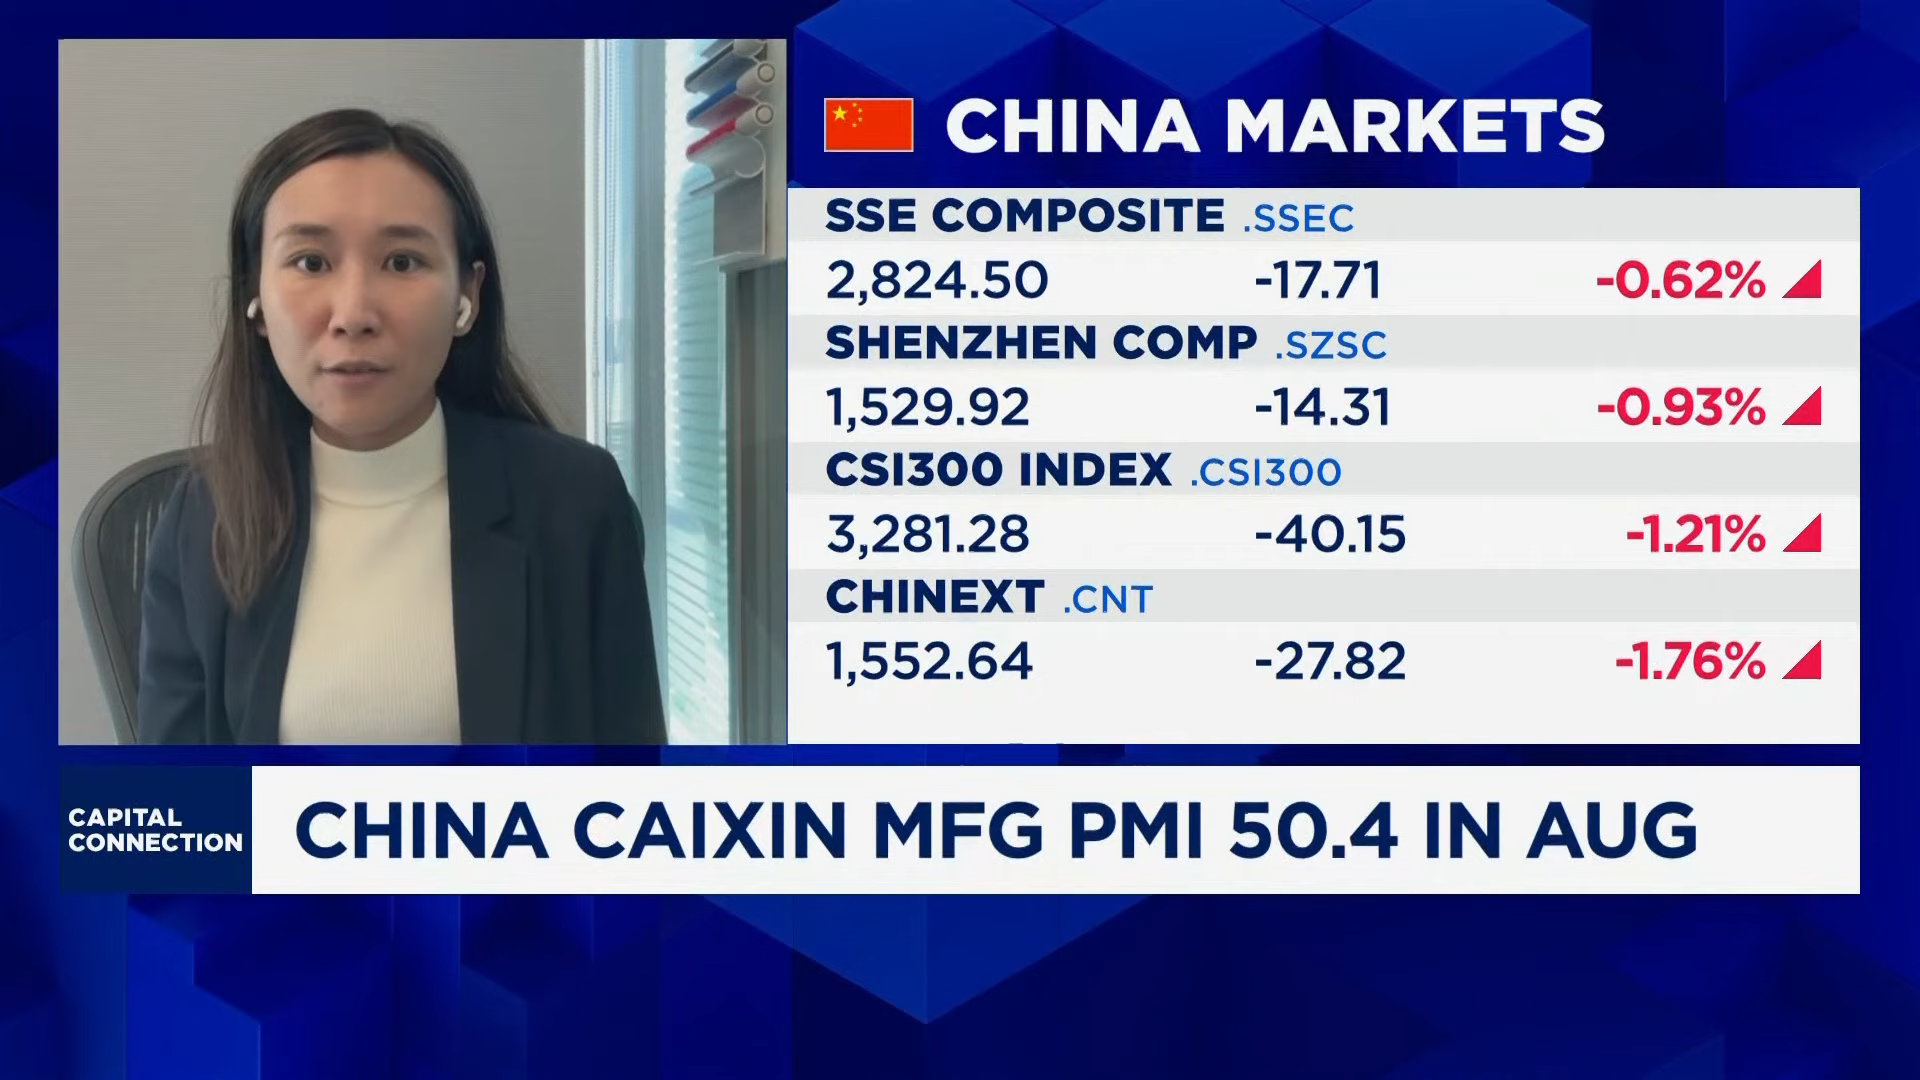 CHINA MARKETS
SSE COMPOSITE .SSEC
2,824.50 -17.71 -0.62%
SHENZHEN COMP .SZSC
1,529.92 -14.31 -0.93%
CSI300 INDEX .CSI300
3,281.28 -40.15 -1.21%
CHINEXT .CNT
1,552.64 -27.82 -1.76%
CAPITAL
CONNECTION
CHINA CAIXIN MFG PMI 50.4 IN AUG